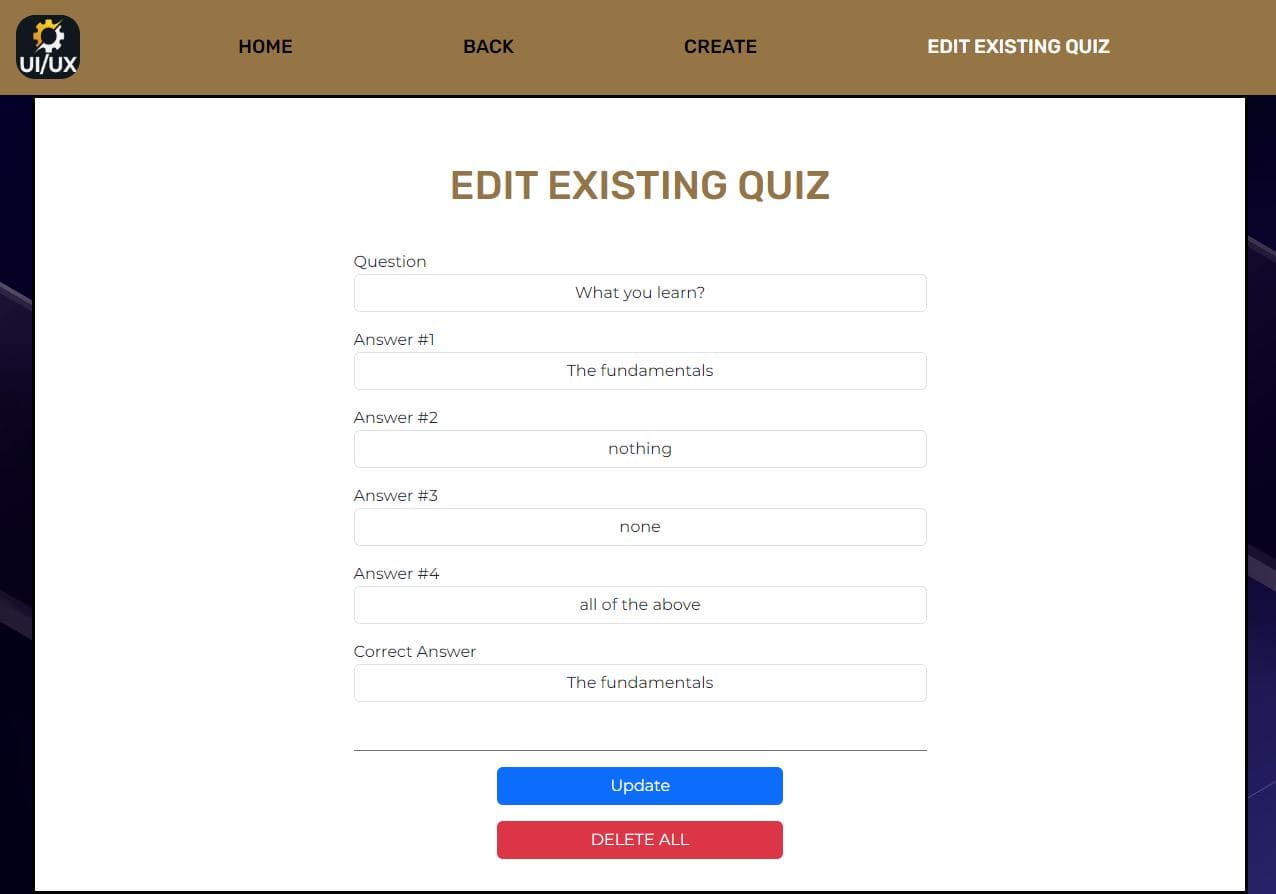 UI/UX
HOME BACK CREATE EDIT EXISTING QUIZ
EDIT EXISTING QUIZ
Question
What you learn?
Answer #1
The fundamentals
Answer #2
nothing
Answer #3
none
Answer #4
all of the above
Correct Answer
The fundamentals
Update
DELETE ALL